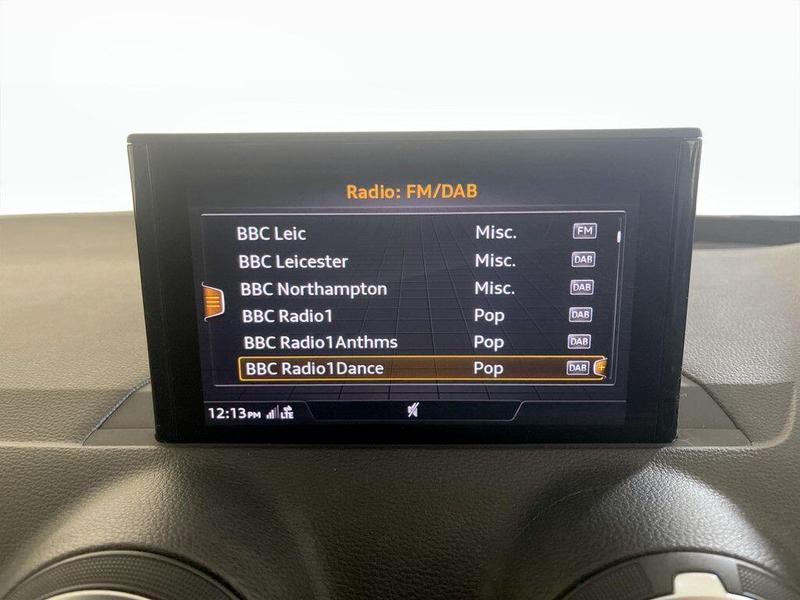 Radio: FM/DAB
BBC Leic Misc. FM
BBC Leicester Misc. DAB
BBC Northampton Misc. DAB
BBC Radio1 Pop DAB
BBC Radio1Anthms Pop DAB
BBC Radio1Dance Pop DAB
12:13PM LTE